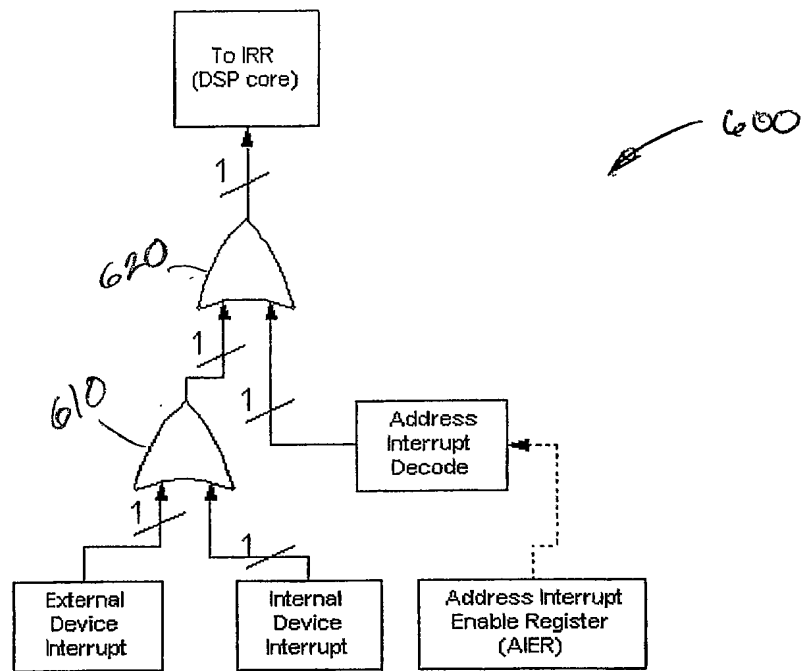 To IRR
(DSP core)
600
1
620
1
1
610
Address
Interrupt
Decode
1
1
External
Device
Interrupt
Internal
Device
Interrupt
Address Interrupt
Enable Register
(AIER)